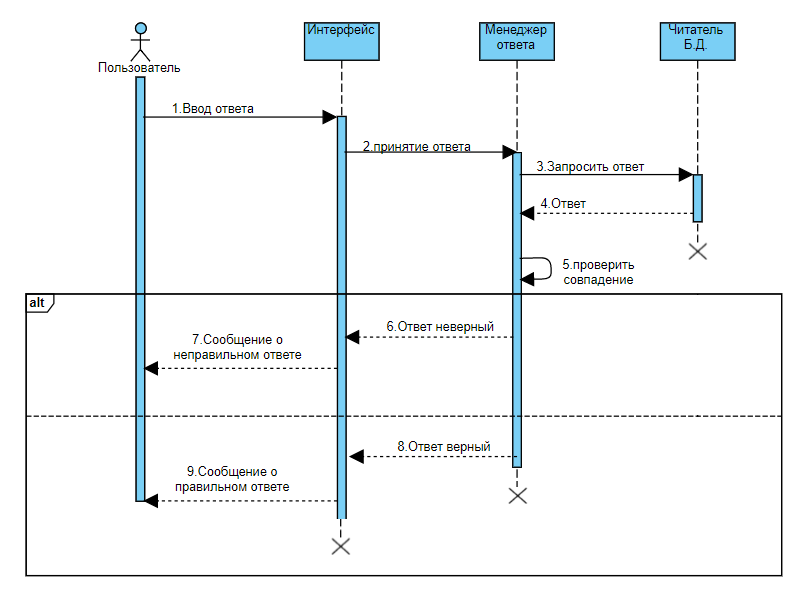 Пользователь
Интерфейс
Менеджер
ответа
Читатель
Б.Д.
1.Ввод ответа
2.принятие ответа
3.Запросить ответ
4.Ответ
5.проверить
совпадение
alt
6.Ответ неверный
7.Сообщение о
неправильном ответе
8.Ответ верный
9.Сообщение о
правильном ответе